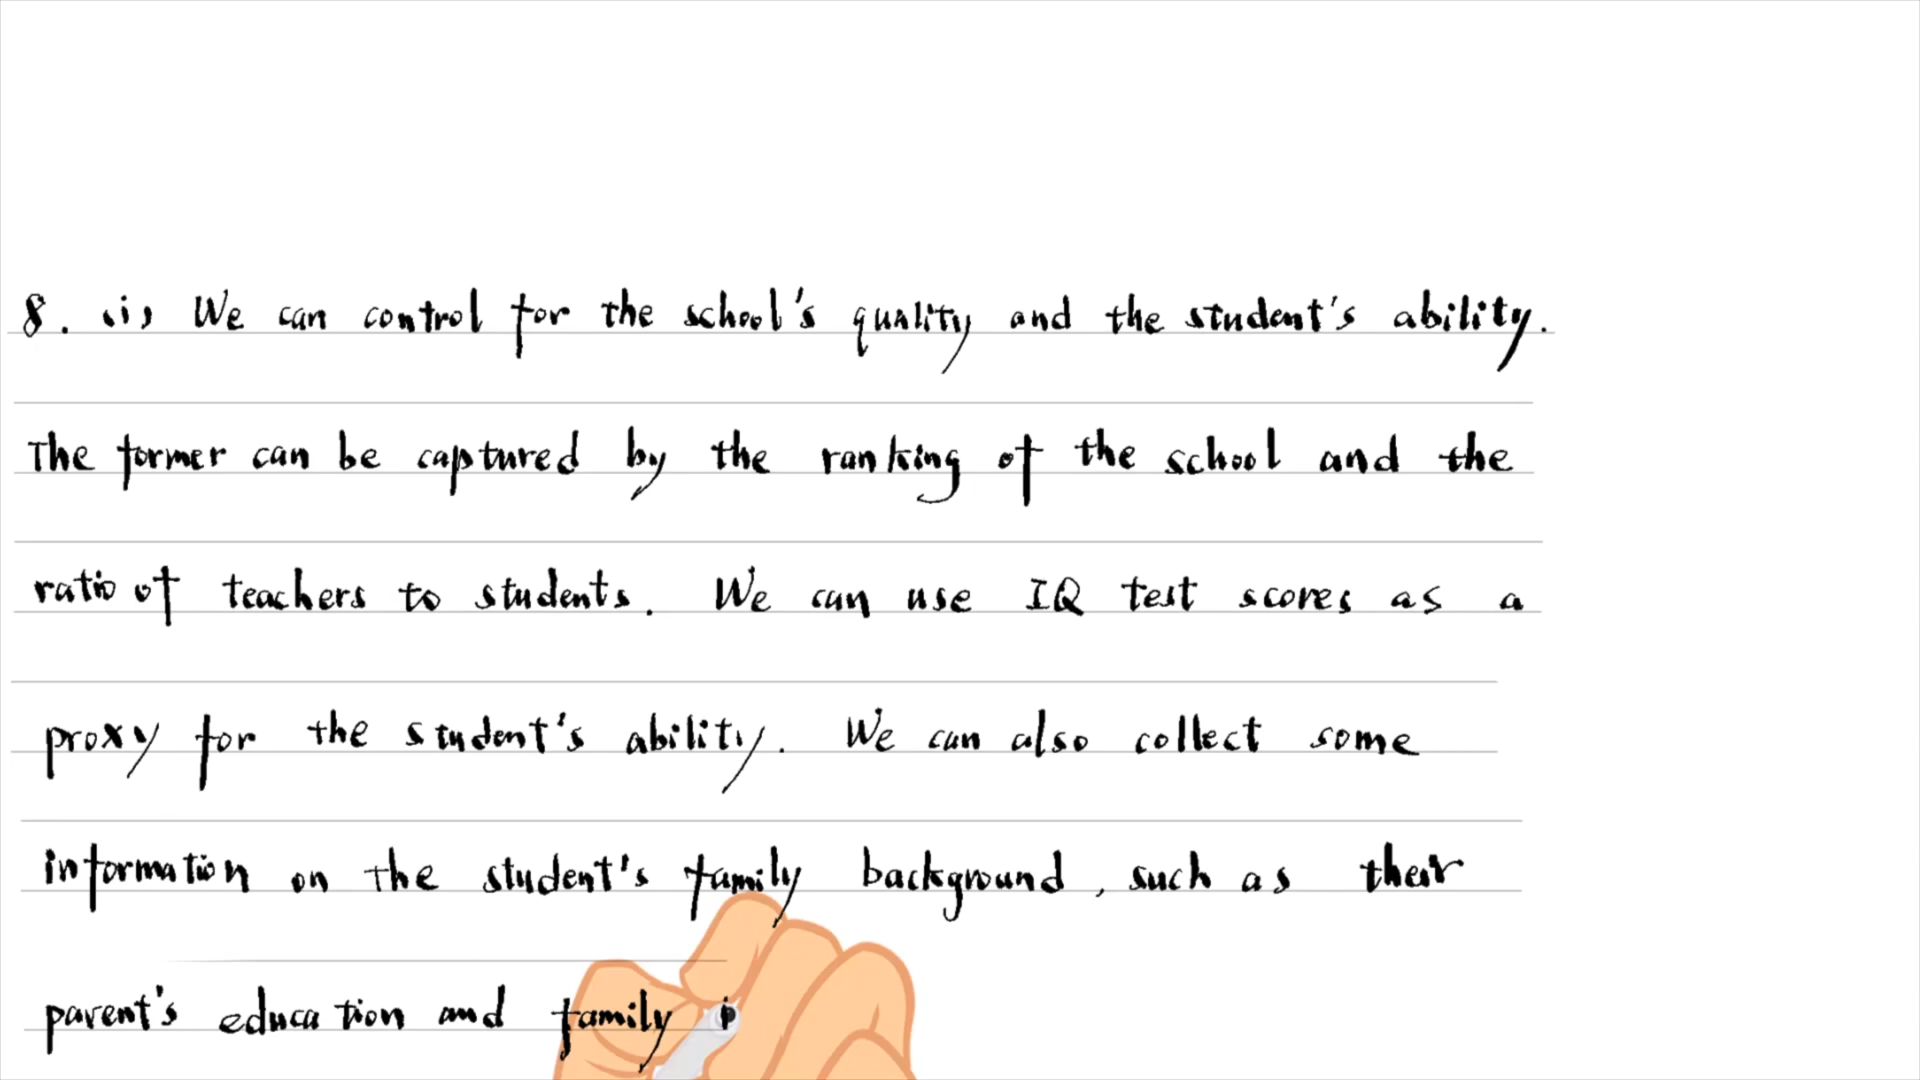 8. (i) We can control for the school's quality and the student's ability.
The former can be captured by the ranking of the school and the
ratio of teachers to students. We can use IQ test scores as a
proxy for the student's ability. We can also collect some
information on the student's family background, such as their
parent's education and family